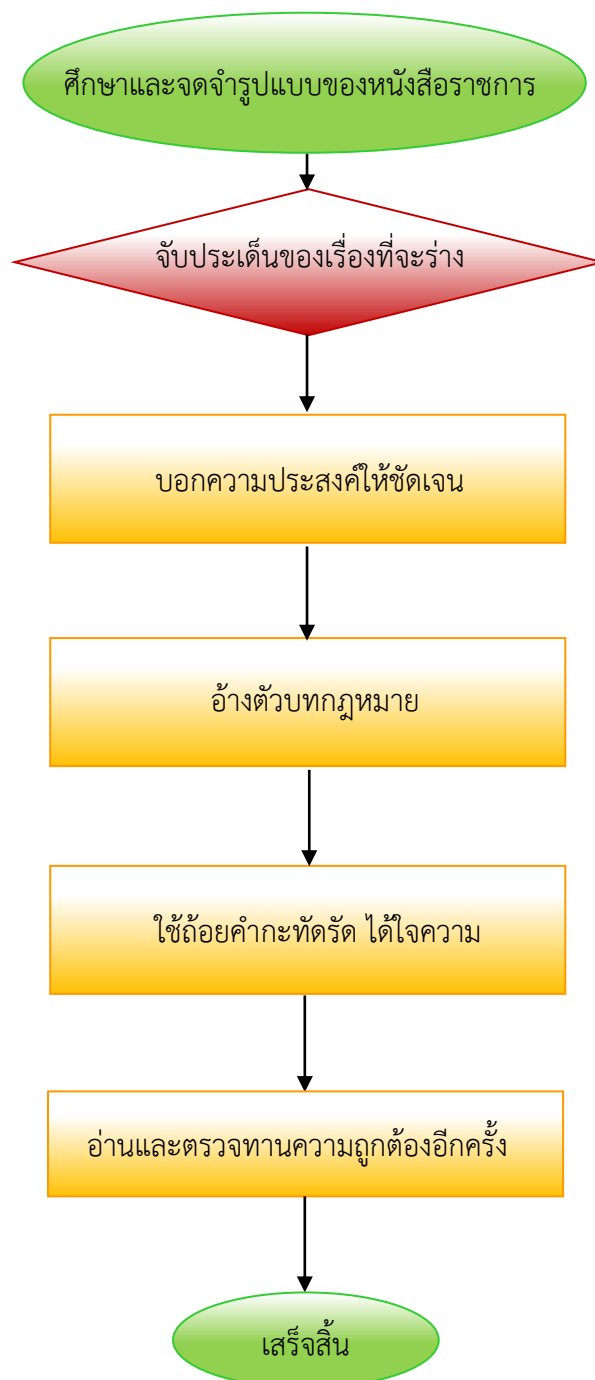 ศึกษาและจดจำรูปแบบของหนังสือราชการ
จับประเด็นของเรื่องที่จะร่าง
บอกความประสงค์ให้ชัดเจน
อ้างตัวบทกฎหมาย
ใช้ถ้อยคำกะทัดรัด ได้ใจความ
อ่านและตรวจทานความถูกต้องอีกครั้ง
เสร็จสิ้น